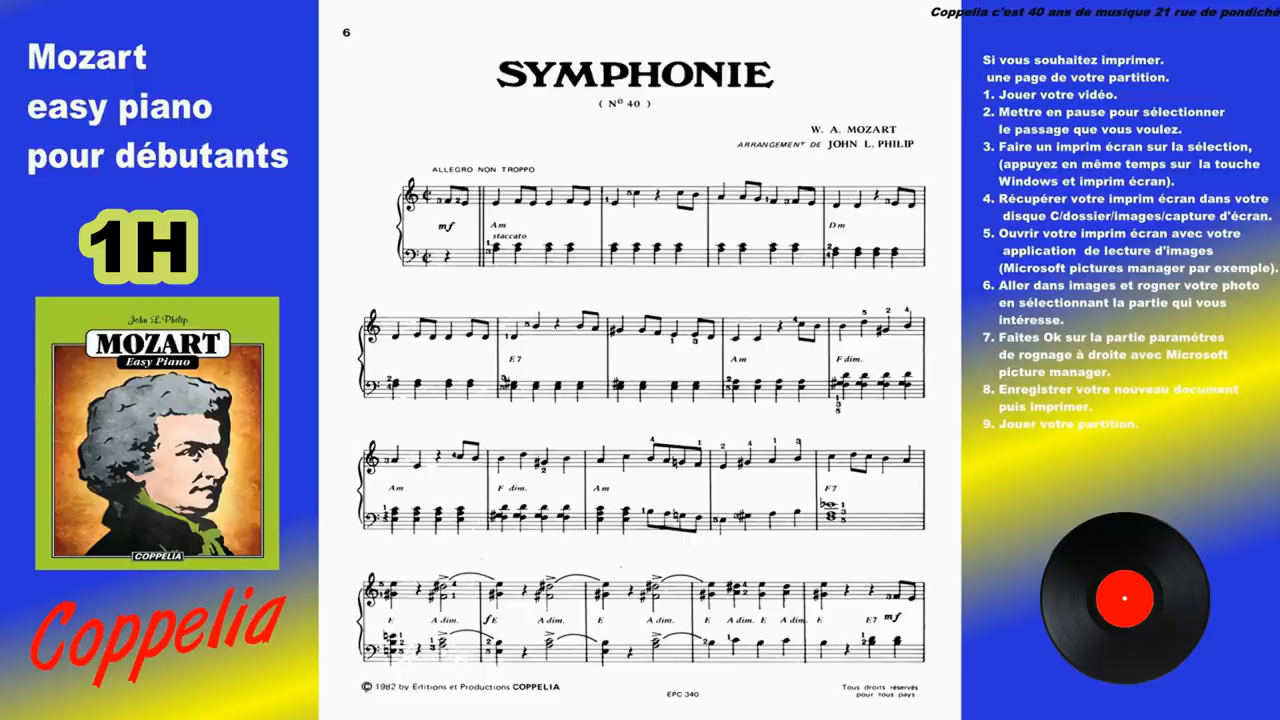 Coppelia c'est 40 ans de musique 21 rue de pondiché
Mozart
easy piano
pour débutants
1H
John L. Philip
MOZART
Easy Piano
COPPELIA
Coppelia
6
SYMPHONIE
( Nº 40 )
W. A. MOZART
ARRANGEMENT DE JOHN L. PHILIP
ALLEGRO NON TROPPO
mf
Am
Dm
staccato
E7
Am
F dim.
Am
F dim.
Am
F7
E A dim. fE A dim. E A dim. E A dim. E A dim. E E7 mf
© 1982 by Editions et Productions COPPELIA
EPC 340
Tous droits réservés
pour tous pays
Si vous souhaitez imprimer.
une page de votre partition.
1. Jouer votre vidéo.
2. Mettre en pause pour sélectionner
le passage que vous voulez.
3. Faire un imprim écran sur la sélection,
(appuyez en même temps sur la touche
Windows et imprim écran).
4. Récupérer votre imprim écran dans votre
disque C/dossier/images/capture d'écran.
5. Ouvrir votre imprim écran avec votre
application de lecture d'images
(Microsoft pictures manager par exemple).
6. Aller dans images et rogner votre photo
en sélectionnant la partie qui vous
intéresse.
7. Faites Ok sur la partie paramétres
de rognage à droite avec Microsoft
picture manager.
8. Enregistrer votre nouveau document
puis imprimer.
9. Jouer votre partition.